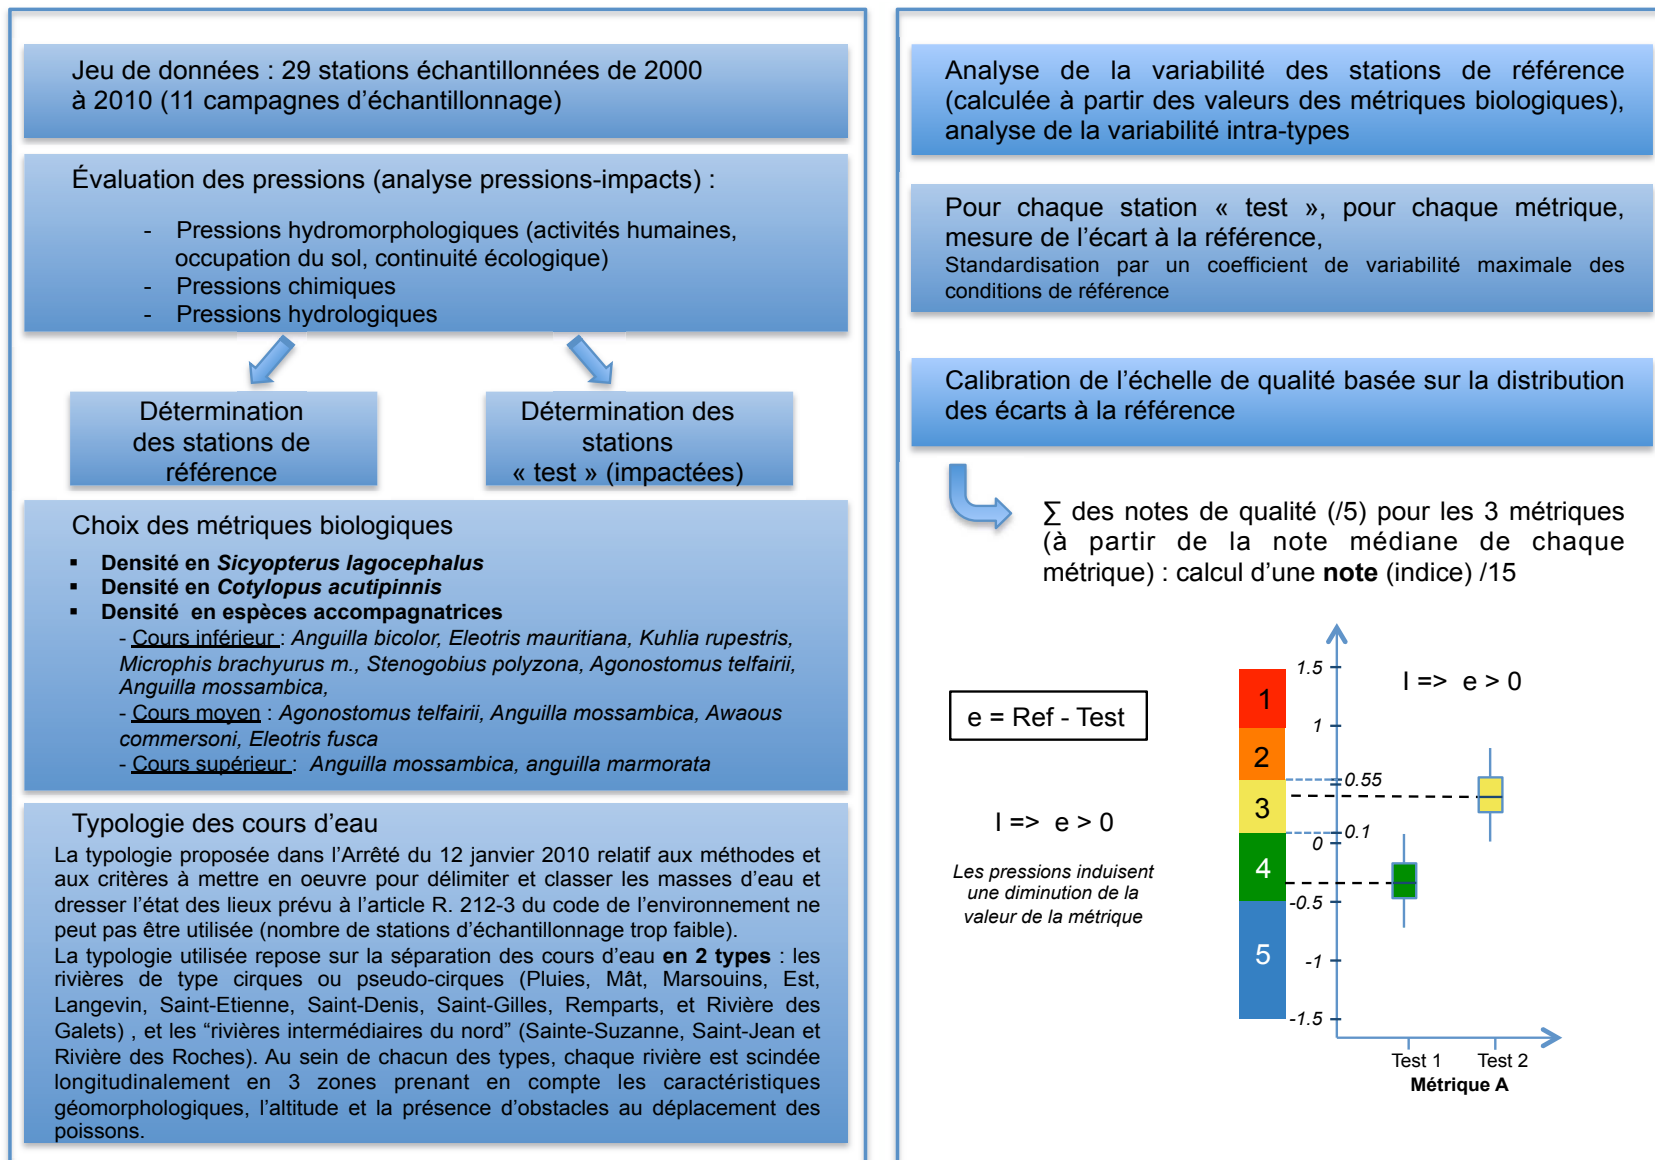 Jeu de données : 29 stations échantillonnées de 2000
à 2010 (11 campagnes d’échantillonnage)
Évaluation des pressions (analyse pressions-impacts) :
- Pressions hydromorphologiques (activités humaines,
occupation du sol, continuité écologique)
- Pressions chimiques
- Pressions hydrologiques
Détermination
des stations de
référence
Détermination des
stations
« test » (impactées)
Choix des métriques biologiques
▪ Densité en Sicyopterus lagocephalus
▪ Densité en Cotylopus acutipinnis
▪ Densité en espèces accompagnatrices
- Cours inférieur : Anguilla bicolor, Eleotris mauritiana, Kuhlia rupestris,
Microphis brachyurus m., Stenogobius polyzona, Agonostomus telfairii,
Anguilla mossambica,
- Cours moyen : Agonostomus telfairii, Anguilla mossambica, Awaous
commersoni, Eleotris fusca
- Cours supérieur : Anguilla mossambica, anguilla marmorata
Typologie des cours d’eau
La typologie proposée dans l’Arrêté du 12 janvier 2010 relatif aux méthodes et
aux critères à mettre en oeuvre pour délimiter et classer les masses d’eau et
dresser l’état des lieux prévu à l’article R. 212-3 du code de l’environnement ne
peut pas être utilisée (nombre de stations d’échantillonnage trop faible).
La typologie utilisée repose sur la séparation des cours d’eau en 2 types : les
rivières de type cirques ou pseudo-cirques (Pluies, Mât, Marsouins, Est,
Langevin, Saint-Etienne, Saint-Denis, Saint-Gilles, Remparts, et Rivière des
Galets) , et les “rivières intermédiaires du nord” (Sainte-Suzanne, Saint-Jean et
Rivière des Roches). Au sein de chacun des types, chaque rivière est scindée
longitudinalement en 3 zones prenant en compte les caractéristiques
géomorphologiques, l’altitude et la présence d’obstacles au déplacement des
poissons.
Analyse de la variabilité des stations de référence
(calculée à partir des valeurs des métriques biologiques),
analyse de la variabilité intra-types
Pour chaque station « test », pour chaque métrique,
mesure de l’écart à la référence,
Standardisation par un coefficient de variabilité maximale des
conditions de référence
Calibration de l’échelle de qualité basée sur la distribution
des écarts à la référence
∑ des notes de qualité (/5) pour les 3 métriques
(à partir de la note médiane de chaque
métrique) : calcul d’une note (indice) /15
e = Ref - Test
I => e > 0
Les pressions induisent
une diminution de la
valeur de la métrique
1
2
3
4
5
1.5
1
0.55
0.1
0
-0.5
-1
-1.5
I => e > 0
Test 1
Test 2
Métrique A